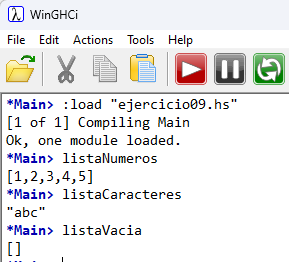 WinGHCi
File Edit Actions Tools Help
*Main> :load "ejercicio09.hs"
[1 of 1] Compiling Main
Ok, one module loaded.
*Main> listaNumeros
[1,2,3,4,5]
*Main> listaCaracteres
"abc"
*Main> listaVacia
[]